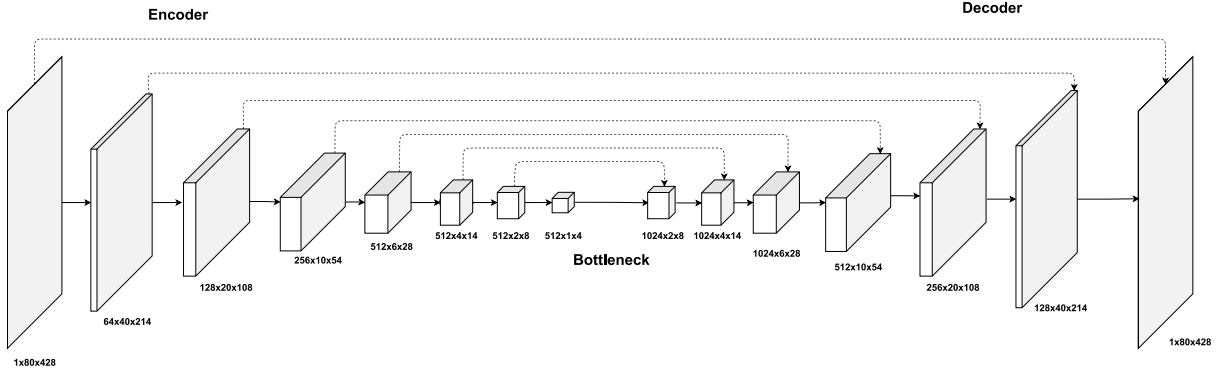 Encoder
Decoder
1x80x428
64x40x214
128x20x108
256x10x54
512x6x28
512x4x14
512x2x8
512x1x4
Bottleneck
1024x2x8
1024x4x14
1024x6x28
512x10x54
256x20x108
128x40x214
1x80x428